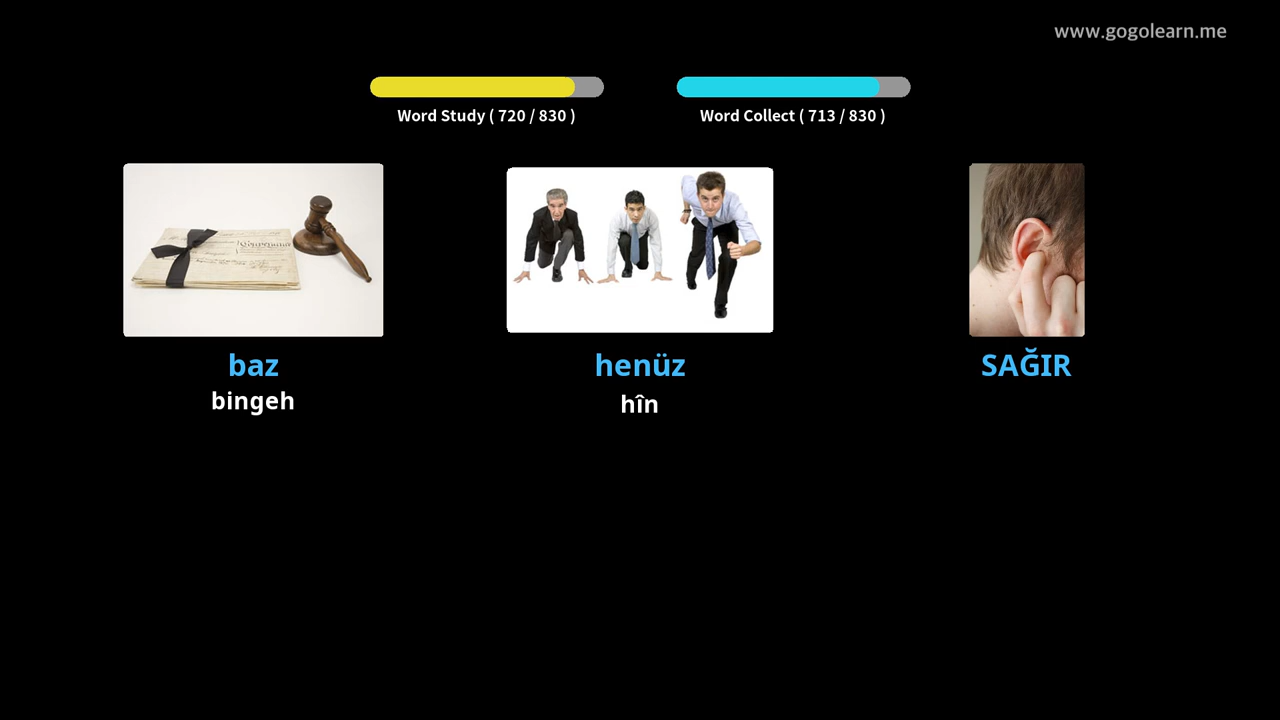 www.gogolearn.me
Word Study ( 720 / 830 )
Word Collect ( 713 / 830 )
baz
bingeh
henüz
hîn
SAĞIR